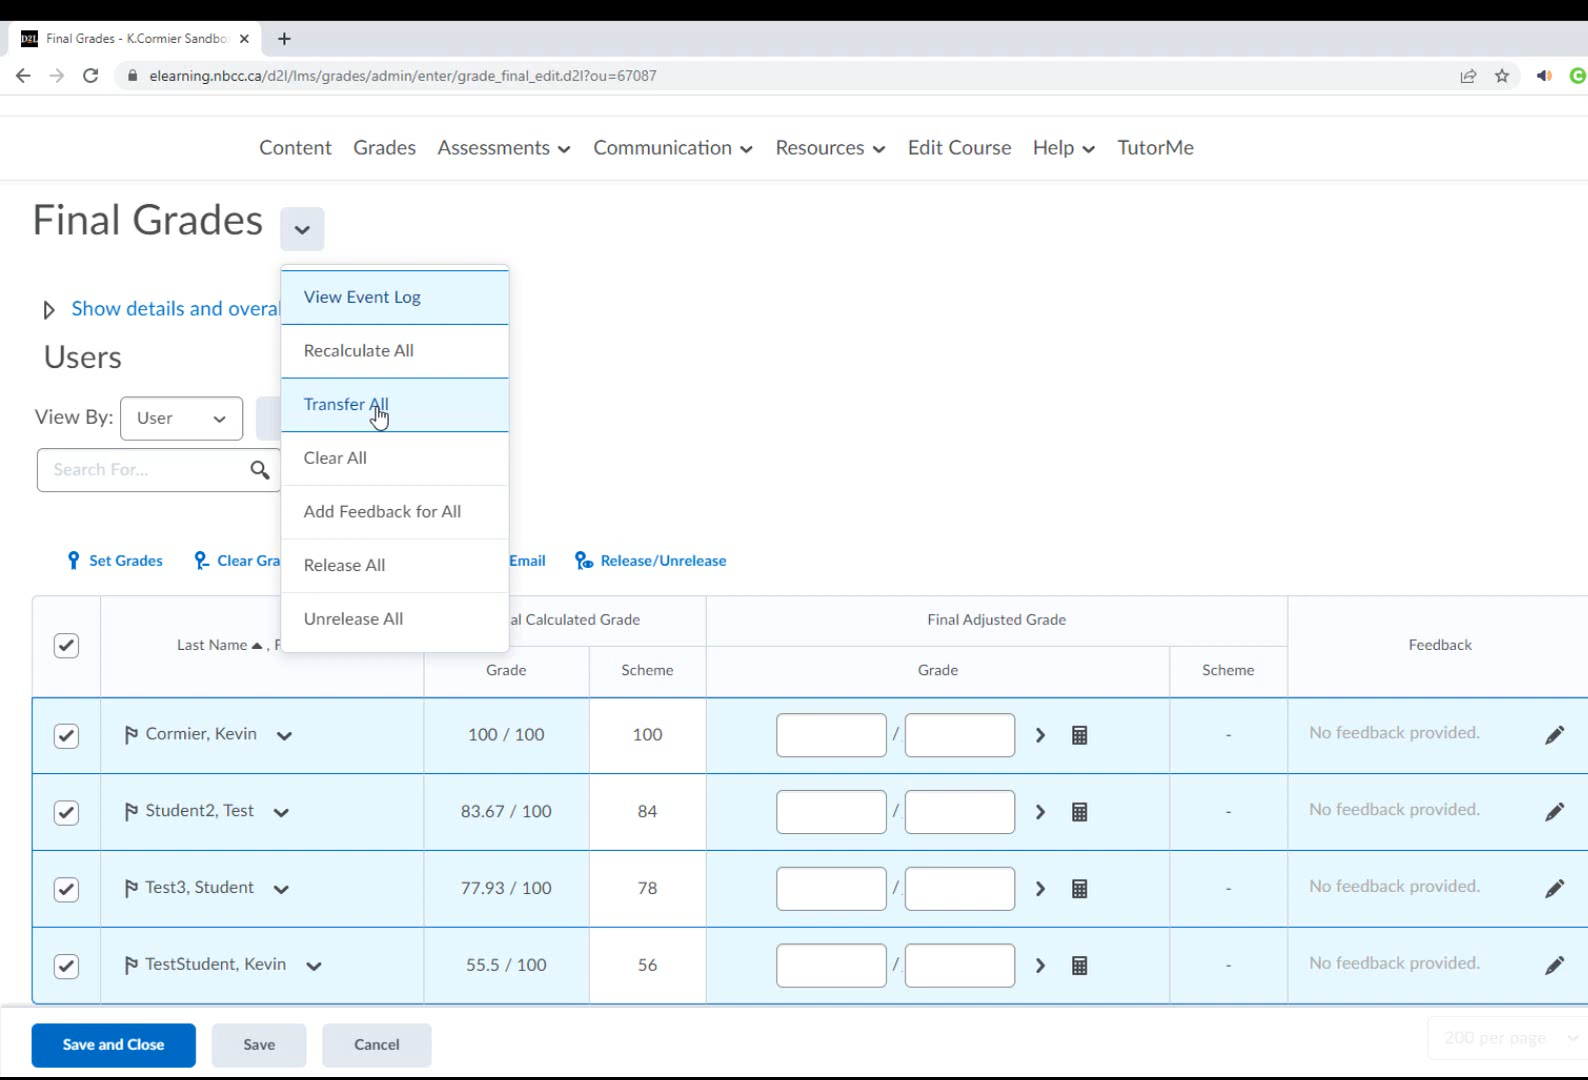 D2L Final Grades - K.Cormier Sandbo
elearning.nbcc.ca/d2l/lms/grades/admin/enter/grade_final_edit.d2l?ou=67087
Content Grades Assessments Communication Resources Edit Course Help TutorMe
Final Grades
View Event Log
Show details and overal
Recalculate All
Users
Transfer All
View By: User
Clear All
Search For...
Add Feedback for All
Set Grades Clear Gra Email Release/Unrelease
Release All
Unrelease All
al Calculated Grade Final Adjusted Grade
Last Name , F Feedback
Grade Scheme Grade Scheme
Cormier, Kevin 100 / 100 100 / - No feedback provided.
Student2, Test 83.67 / 100 84 / - No feedback provided.
Test3, Student 77.93 / 100 78 / - No feedback provided.
TestStudent, Kevin 55.5 / 100 56 / - No feedback provided.
Save and Close Save Cancel 200 per page